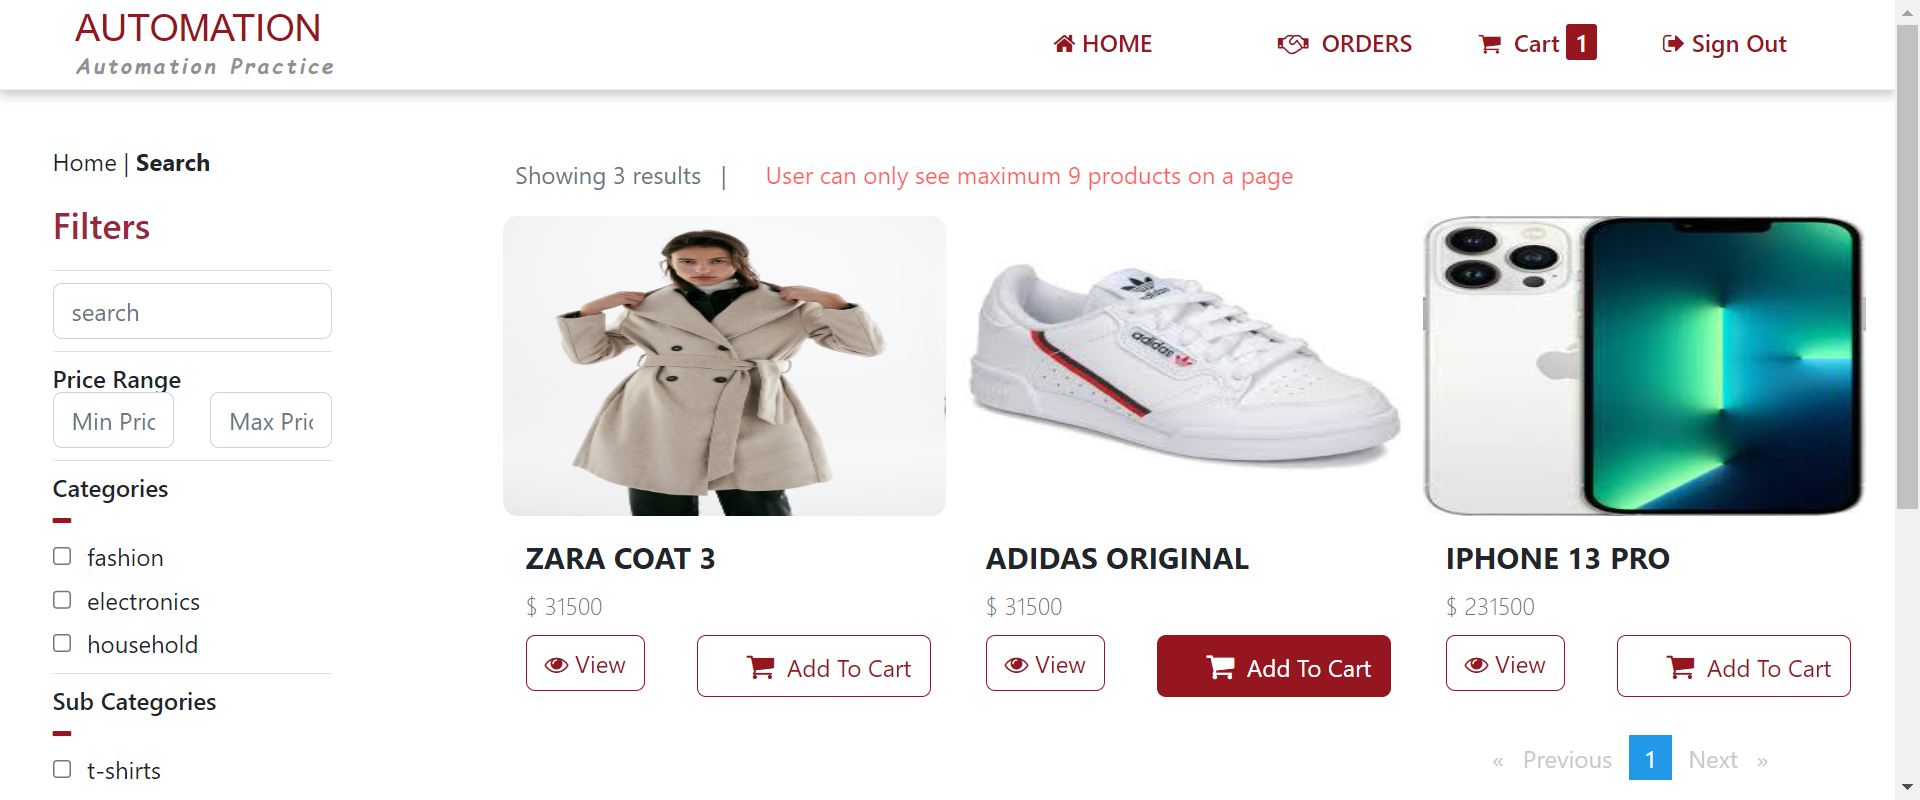 AUTOMATION
Automation Practice
HOME
ORDERS
Cart 1
Sign Out
Home | Search
Showing 3 results |
User can only see maximum 9 products on a page
Filters
search
Price Range
Min Pric
Max Pric
Categories
fashion
electronics
household
Sub Categories
t-shirts
adidas
adidas
ZARA COAT 3
$ 31500
View
Add To Cart
ADIDAS ORIGINAL
$ 31500
View
Add To Cart
IPHONE 13 PRO
$ 231500
View
Add To Cart
« Previous 1 Next »